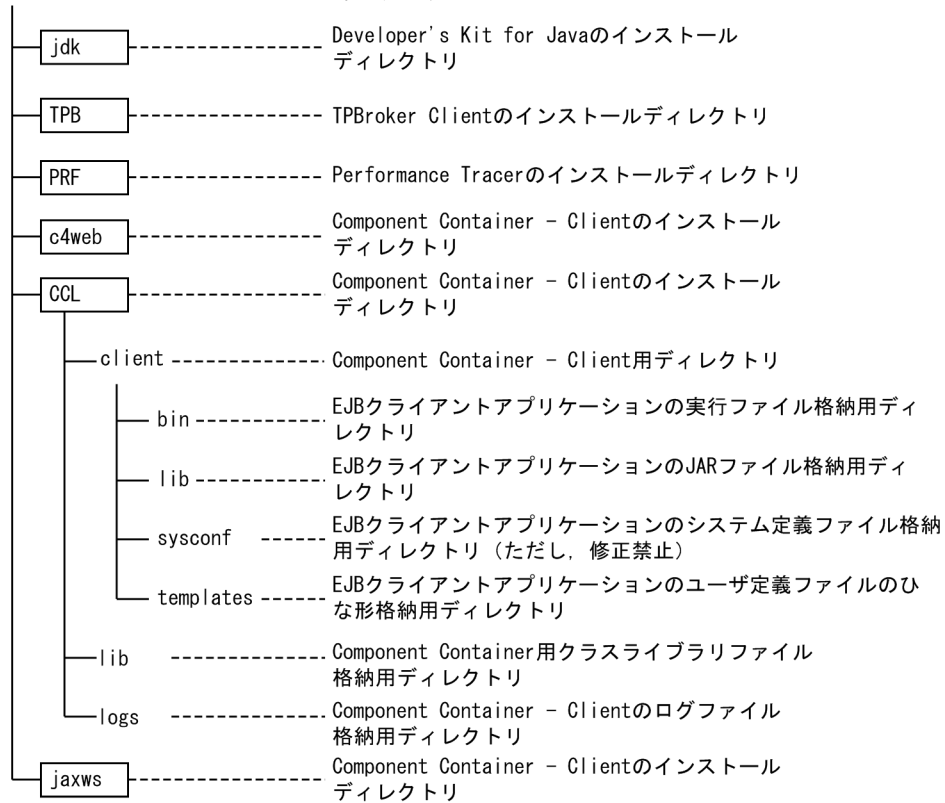 jdk Developer's Kit for Javaのインストール
ディレクトリ
TPB TPBroker Clientのインストールディレクトリ
PRF Performance Tracerのインストールディレクトリ
c4web Component Container − Clientのインストール
ディレクトリ
CCL Component Container − Clientのインストール
ディレクトリ
client Component Container − Client用ディレクトリ
bin EJBクライアントアプリケーションの実行ファイル格納用ディ
レクトリ
lib EJBクライアントアプリケーションのJARファイル格納用ディ
レクトリ
sysconf EJBクライアントアプリケーションのシステム定義ファイル格納
用ディレクトリ（ただし，修正禁止）
templates EJBクライアントアプリケーションのユーザ定義ファイルのひ
な形格納用ディレクトリ
lib Component Container用クラスライブラリファイル
格納用ディレクトリ
logs Component Container − Clientのログファイル
格納用ディレクトリ
jaxws Component Container − Clientのインストール
ディレクトリ